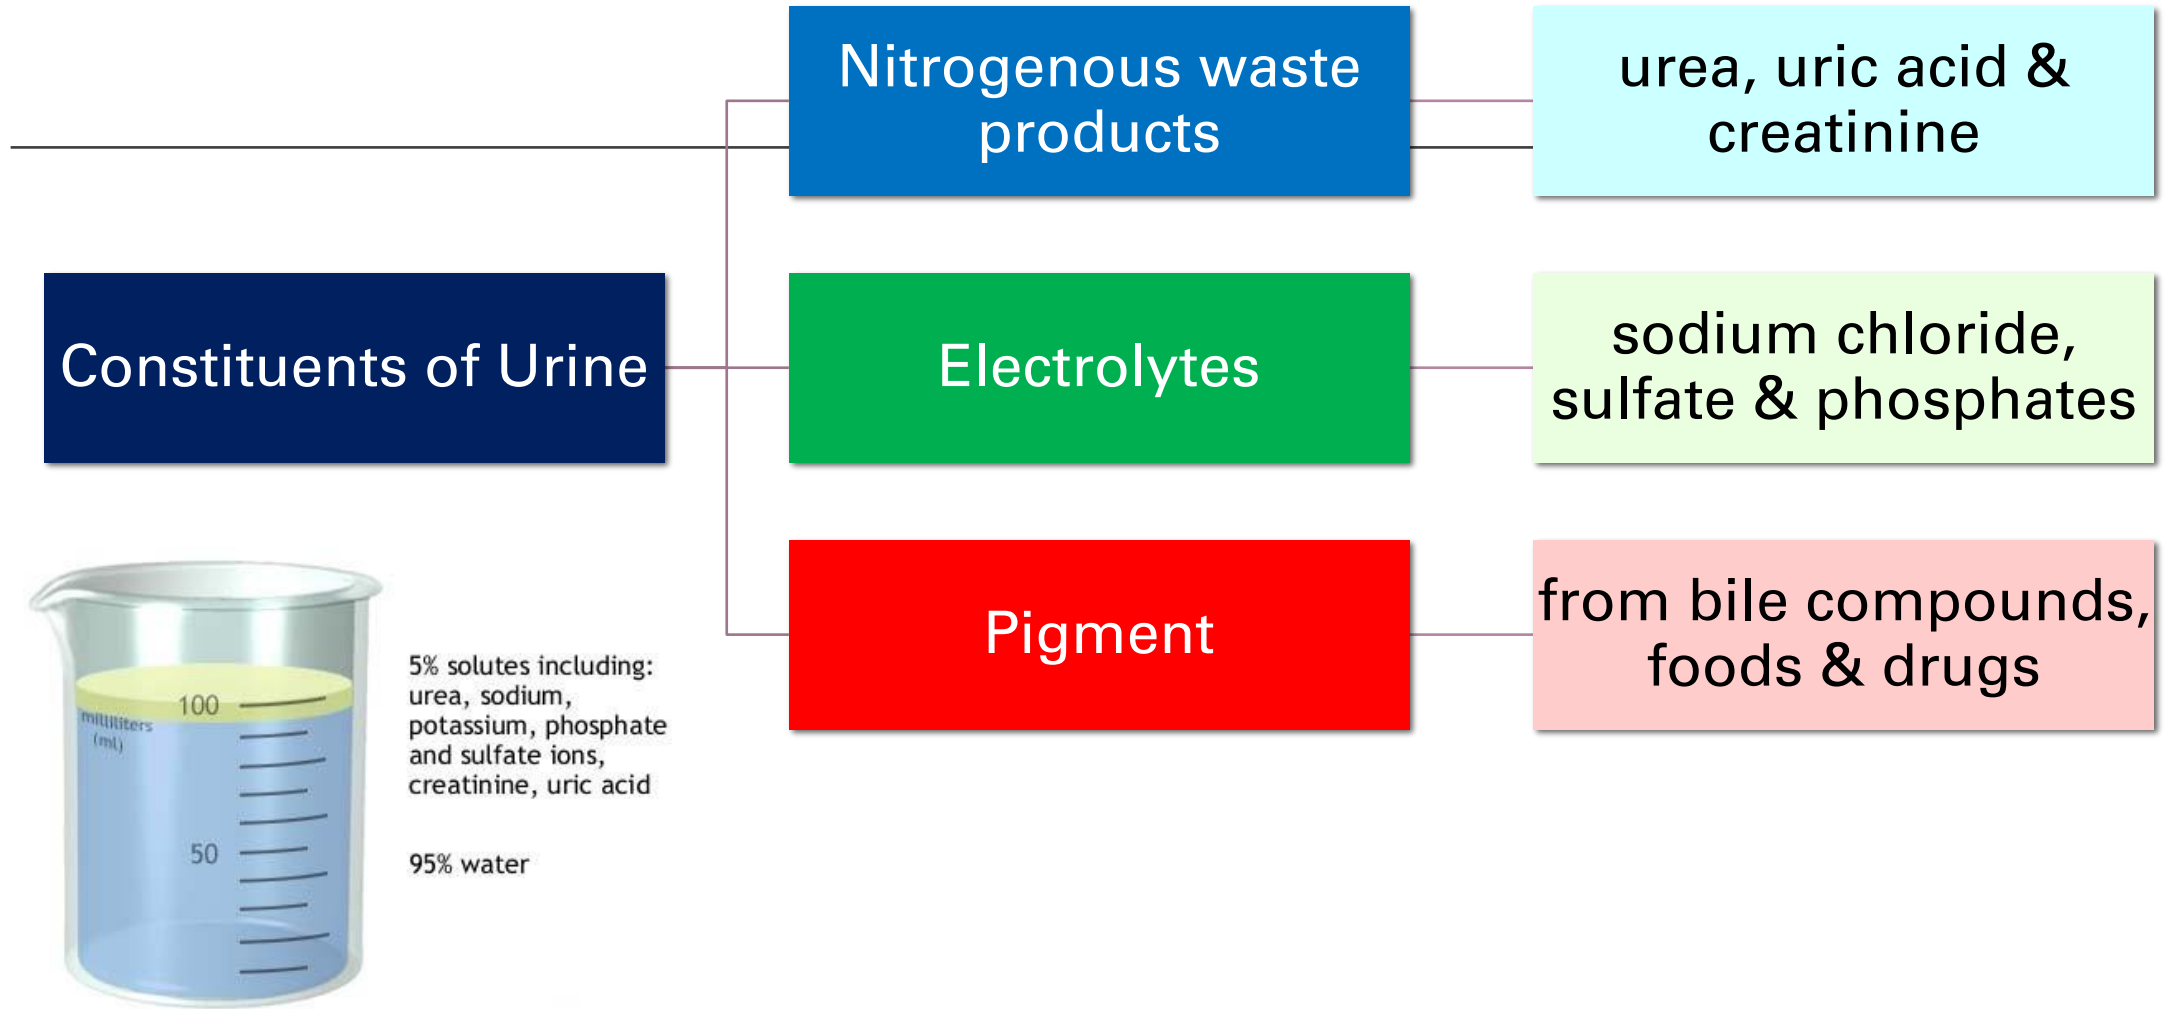 Nitrogenous waste
products
urea, uric acid &
creatinine
Constituents of Urine
Electrolytes
sodium chloride,
sulfate & phosphates
Pigment
from bile compounds,
foods & drugs
100
milliliters
(ml)
50
5% solutes including:
urea, sodium,
potassium, phosphate
and sulfate ions,
creatinine, uric acid
95% water